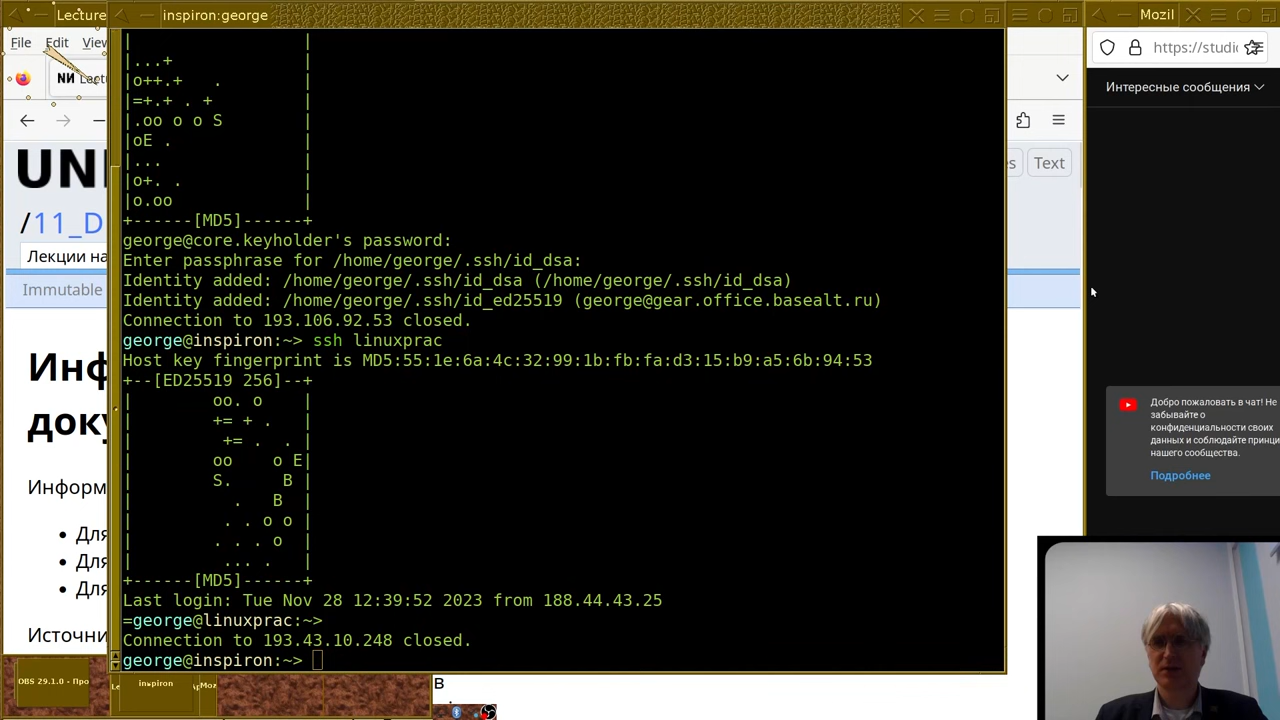 Lecture
inspiron:george
Mozil
File Edit View
Lectu
https://studi
UNI
/11_D
es Text
Лекции на
Immutable
Инф
доку
Информ
Для
Для
Для
Источни
|                  |
|...+              |
|o++.+   .         |
|=+.+ . +          |
|.oo o o S         |
|oE .              |
|...               |
|o+. .             |
|o.oo              |
+------[MD5]------+
george@core.keyholder's password:
Enter passphrase for /home/george/.ssh/id_dsa:
Identity added: /home/george/.ssh/id_dsa (/home/george/.ssh/id_dsa)
Identity added: /home/george/.ssh/id_ed25519 (george@gear.office.basealt.ru)
Connection to 193.106.92.53 closed.
george@inspiron:~> ssh linuxprac
Host key fingerprint is MD5:55:1e:6a:4c:32:99:1b:fb:fa:d3:15:b9:a5:6b:94:53
+--[ED25519 256]--+
|        oo. o    |
|        += + .   |
|         += .  . |
|        oo    o E|
|        S.     B |
|          .   B  |
|         . . o o |
|        . . . o  |
|         ... .   |
+------[MD5]------+
Last login: Tue Nov 28 12:39:52 2023 from 188.44.43.25
=george@linuxprac:~>
Connection to 193.43.10.248 closed.
george@inspiron:~>
Интересные сообщения
Добро пожаловать в чат! Не
забывайте о
конфиденциальности своих
данных и соблюдайте принци
нашего сообщества.
Подробнее
OBS 29.1.0 - Про
inspiron
Moz
в